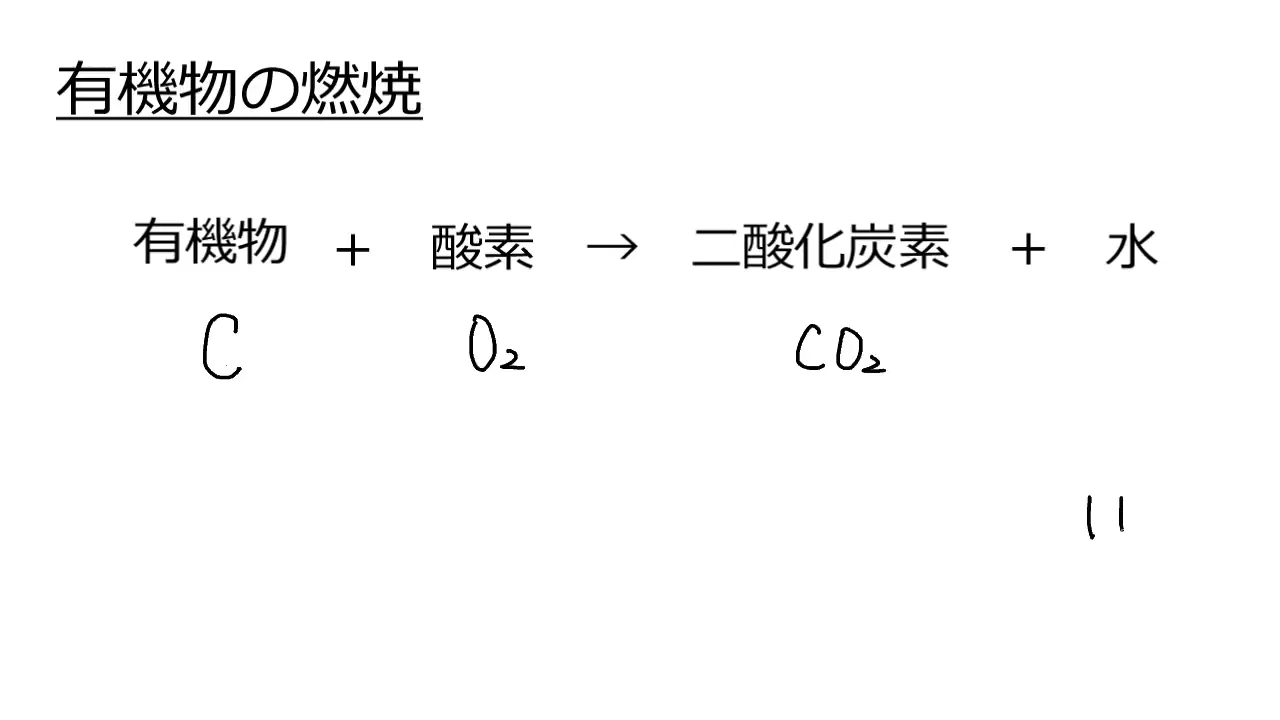 有機物の燃焼
有機物 + 酸素 → 二酸化炭素 + 水
C O₂ CO₂